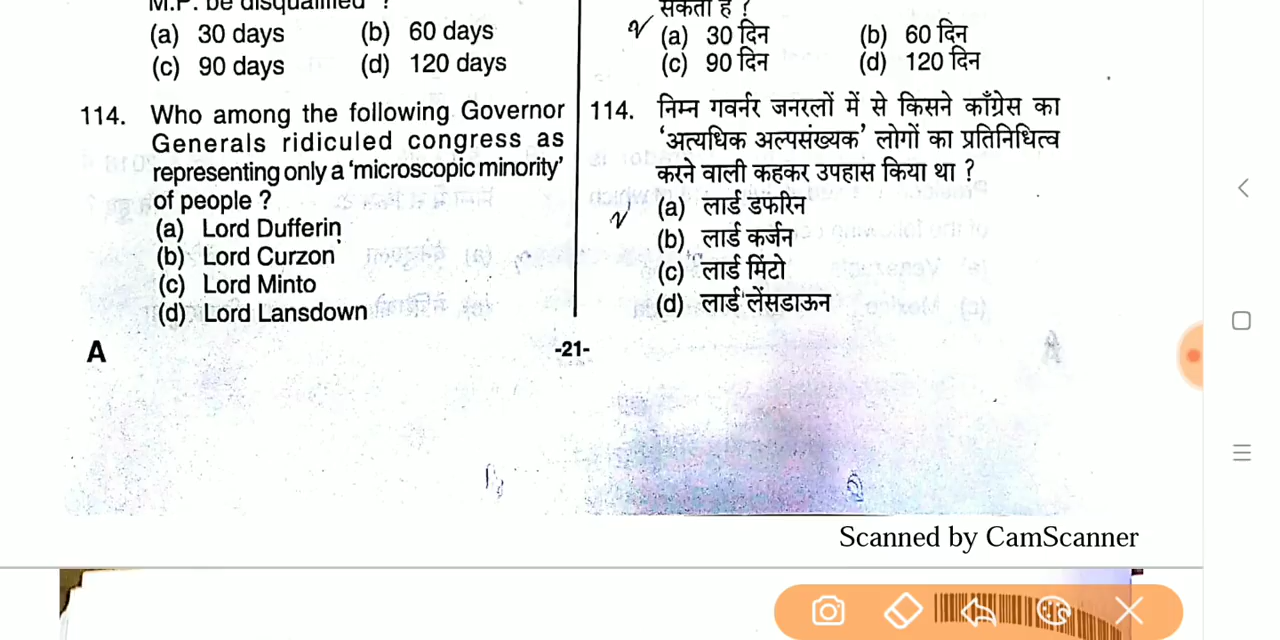 M.P. be disqualified ?
(a) 30 days (b) 60 days
(c) 90 days (d) 120 days
114. Who among the following Governor
Generals ridiculed congress as
representing only a ‘microscopic minority’
of people ?
(a) Lord Dufferin
(b) Lord Curzon
(c) Lord Minto
(d) Lord Lansdown
A
सकता है ?
(a) 30 दिन (b) 60 दिन
(c) 90 दिन (d) 120 दिन
114. निम्न गवर्नर जनरलों में से किसने काँग्रेस का
‘अत्यधिक अल्पसंख्यक’ लोगों का प्रतिनिधित्व
करने वाली कहकर उपहास किया था ?
(a) लार्ड डफरिन
(b) लार्ड कर्जन
(c) लार्ड मिंटो
(d) लार्ड लेंसडाऊन
-21-
Scanned by CamScanner